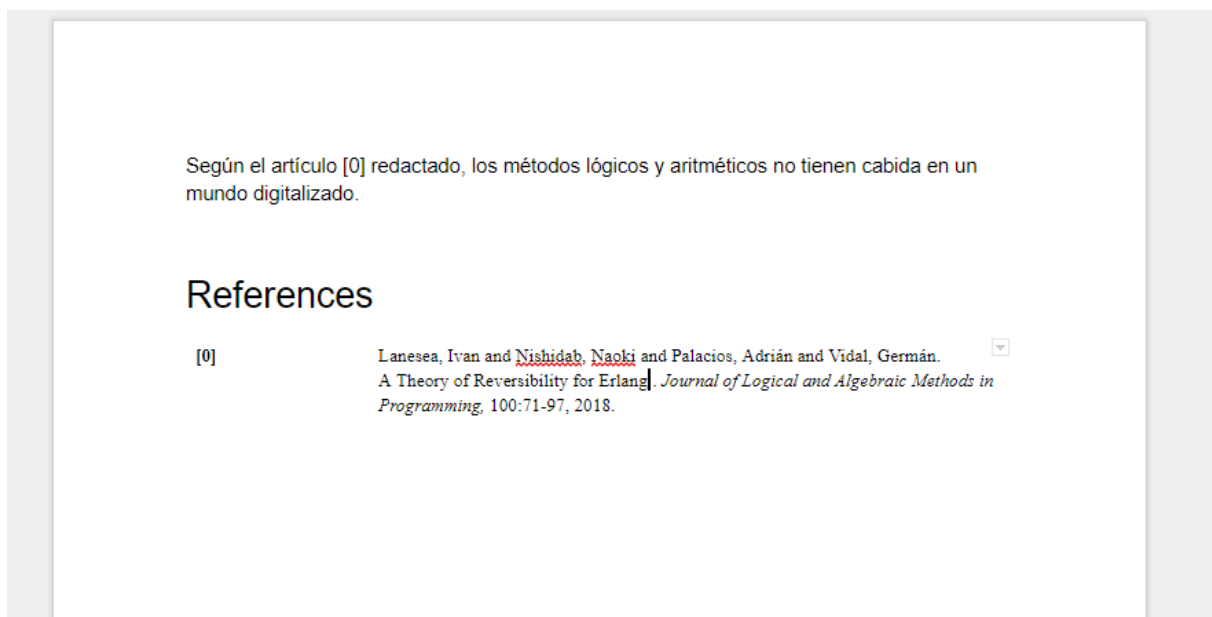 Según el artículo [0] redactado, los métodos lógicos y aritméticos no tienen cabida en un
mundo digitalizado.
References
[0] Lanesea, Ivan and Nishidab, Naoki and Palacios, Adrián and Vidal, Germán.
A Theory of Reversibility for Erlang . Journal of Logical and Algebraic Methods in
Programming, 100:71-97, 2018.